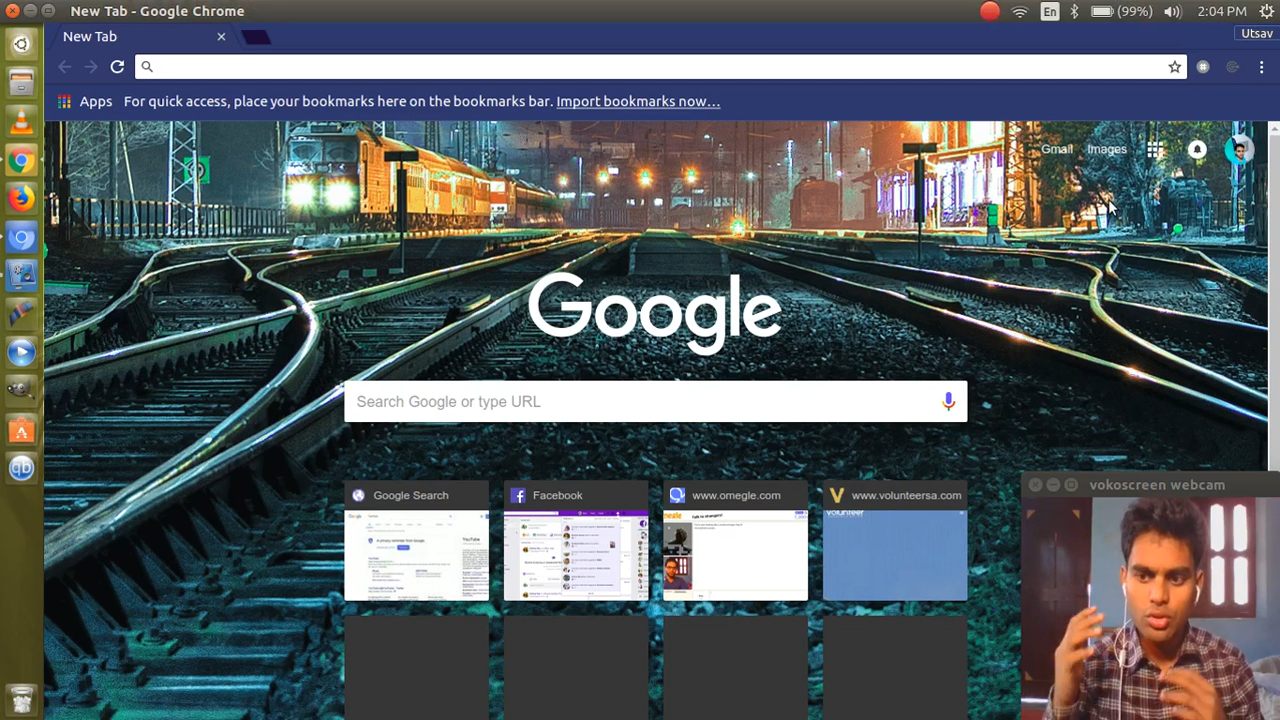 New Tab - Google Chrome
En
(99%)
2:04 PM
New Tab
Utsav
Apps
For quick access, place your bookmarks here on the bookmarks bar. Import bookmarks now…
Gmail
Images
Google
Search Google or type URL
Google Search
Facebook
www.omegle.com
www.volunteersa.com
vokoscreen webcam
volunteer
YouTube